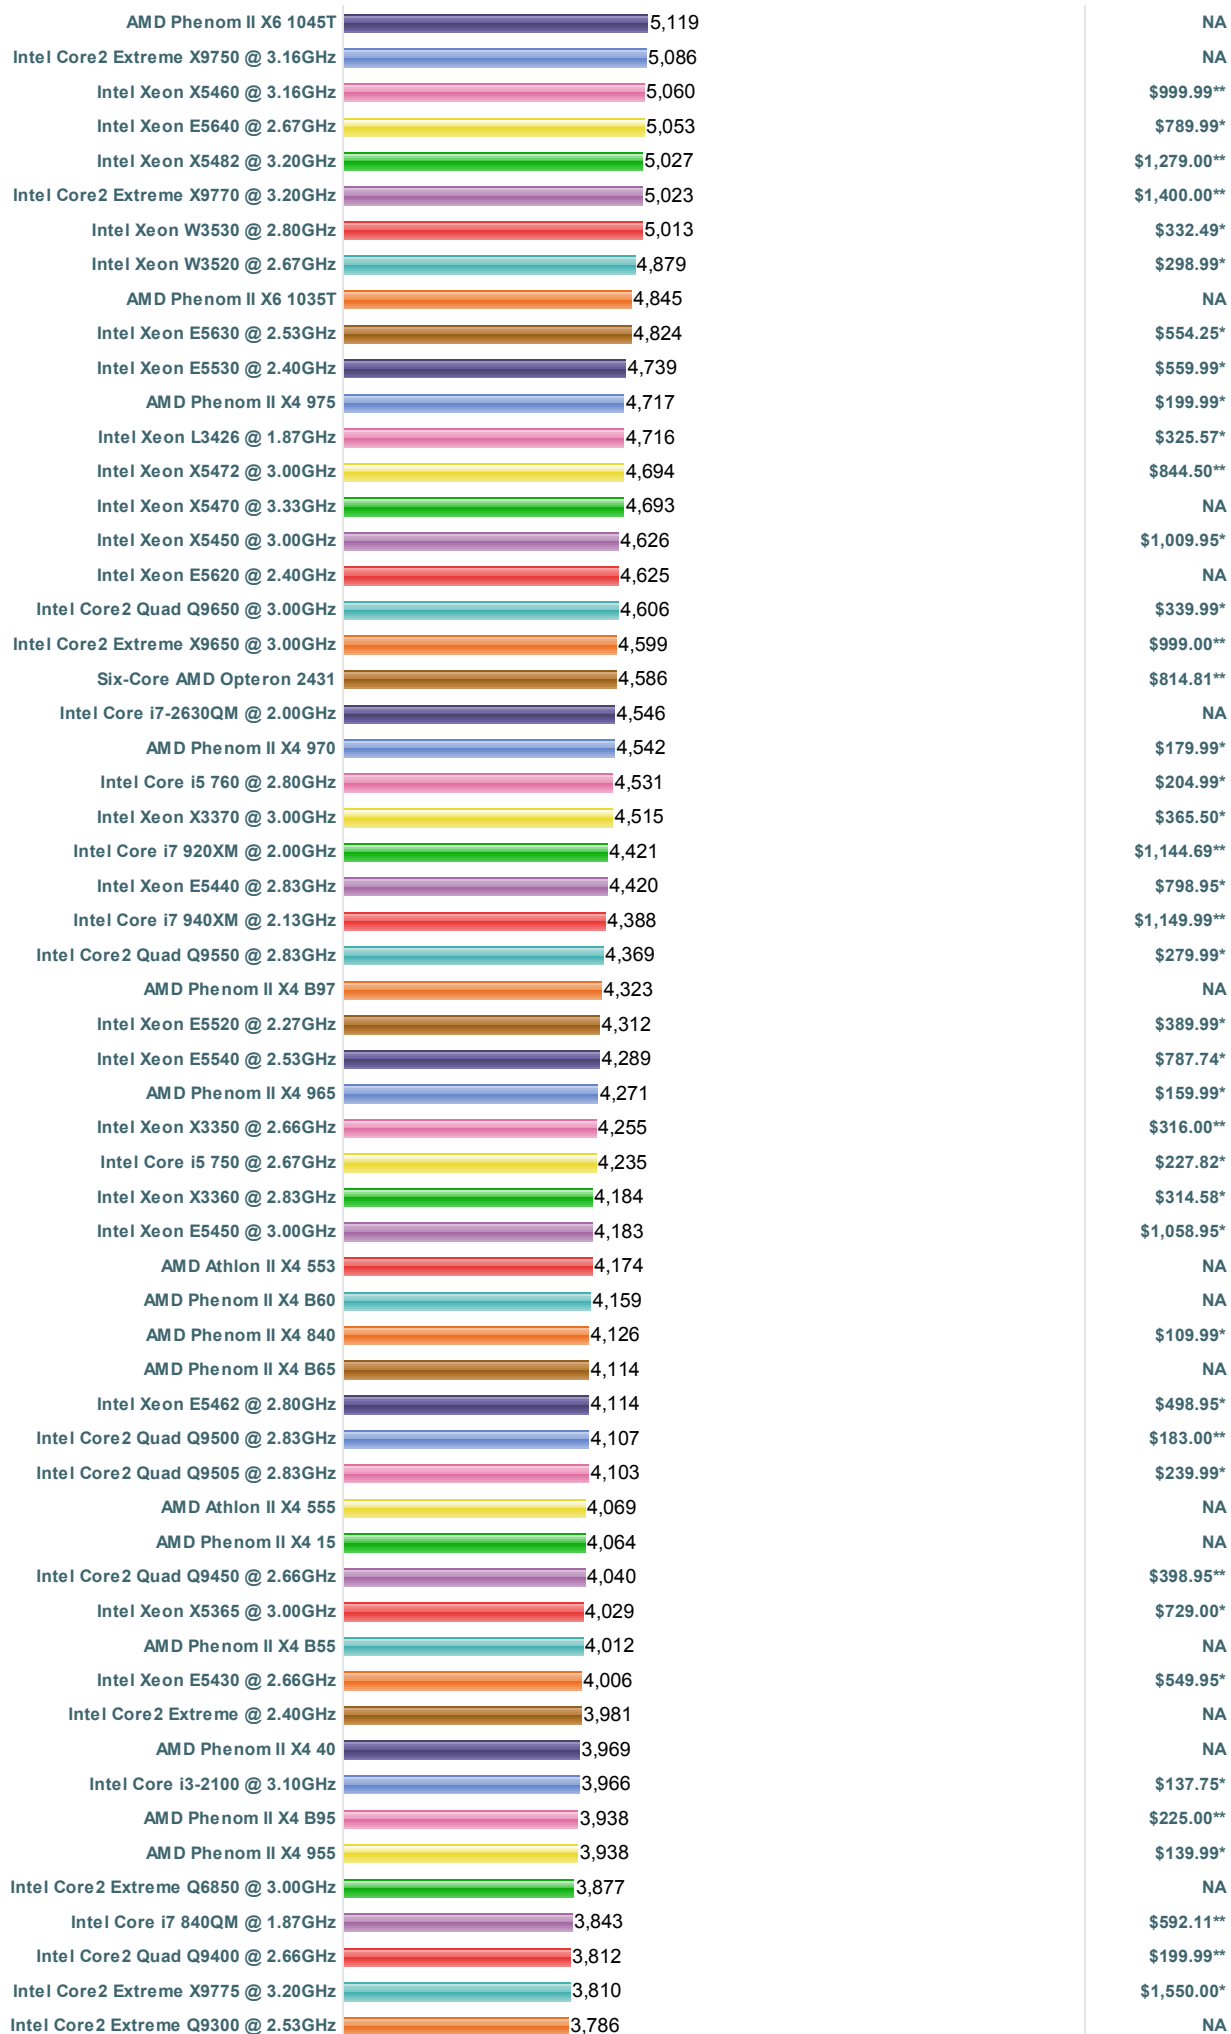 AMD Phenom II X6 1045T 5,119 NA
Intel Core2 Extreme X9750 @ 3.16GHz 5,086 NA
Intel Xeon X5460 @ 3.16GHz 5,060 $999.99**
Intel Xeon E5640 @ 2.67GHz 5,053 $789.99*
Intel Xeon X5482 @ 3.20GHz 5,027 $1,279.00**
Intel Core2 Extreme X9770 @ 3.20GHz 5,023 $1,400.00**
Intel Xeon W3530 @ 2.80GHz 5,013 $332.49*
Intel Xeon W3520 @ 2.67GHz 4,879 $298.99*
AMD Phenom II X6 1035T 4,845 NA
Intel Xeon E5630 @ 2.53GHz 4,824 $554.25*
Intel Xeon E5530 @ 2.40GHz 4,739 $559.99*
AMD Phenom II X4 975 4,717 $199.99*
Intel Xeon L3426 @ 1.87GHz 4,716 $325.57*
Intel Xeon X5472 @ 3.00GHz 4,694 $844.50**
Intel Xeon X5470 @ 3.33GHz 4,693 NA
Intel Xeon X5450 @ 3.00GHz 4,626 $1,009.95*
Intel Xeon E5620 @ 2.40GHz 4,625 NA
Intel Core2 Quad Q9650 @ 3.00GHz 4,606 $339.99*
Intel Core2 Extreme X9650 @ 3.00GHz 4,599 $999.00**
Six-Core AMD Opteron 2431 4,586 $814.81**
Intel Core i7-2630QM @ 2.00GHz 4,546 NA
AMD Phenom II X4 970 4,542 $179.99*
Intel Core i5 760 @ 2.80GHz 4,531 $204.99*
Intel Xeon X3370 @ 3.00GHz 4,515 $365.50*
Intel Core i7 920XM @ 2.00GHz 4,421 $1,144.69**
Intel Xeon E5440 @ 2.83GHz 4,420 $798.95*
Intel Core i7 940XM @ 2.13GHz 4,388 $1,149.99**
Intel Core2 Quad Q9550 @ 2.83GHz 4,369 $279.99*
AMD Phenom II X4 B97 4,323 NA
Intel Xeon E5520 @ 2.27GHz 4,312 $389.99*
Intel Xeon E5540 @ 2.53GHz 4,289 $787.74*
AMD Phenom II X4 965 4,271 $159.99*
Intel Xeon X3350 @ 2.66GHz 4,255 $316.00**
Intel Core i5 750 @ 2.67GHz 4,235 $227.82*
Intel Xeon X3360 @ 2.83GHz 4,184 $314.58*
Intel Xeon E5450 @ 3.00GHz 4,183 $1,058.95*
AMD Athlon II X4 553 4,174 NA
AMD Phenom II X4 B60 4,159 NA
AMD Phenom II X4 840 4,126 $109.99*
AMD Phenom II X4 B65 4,114 NA
Intel Xeon E5462 @ 2.80GHz 4,114 $498.95*
Intel Core2 Quad Q9500 @ 2.83GHz 4,107 $183.00**
Intel Core2 Quad Q9505 @ 2.83GHz 4,103 $239.99*
AMD Athlon II X4 555 4,069 NA
AMD Phenom II X4 15 4,064 NA
Intel Core2 Quad Q9450 @ 2.66GHz 4,040 $398.95**
Intel Xeon X5365 @ 3.00GHz 4,029 $729.00*
AMD Phenom II X4 B55 4,012 NA
Intel Xeon E5430 @ 2.66GHz 4,006 $549.95*
Intel Core2 Extreme @ 2.40GHz 3,981 NA
AMD Phenom II X4 40 3,969 NA
Intel Core i3-2100 @ 3.10GHz 3,966 $137.75*
AMD Phenom II X4 B95 3,938 $225.00**
AMD Phenom II X4 955 3,938 $139.99*
Intel Core2 Extreme Q6850 @ 3.00GHz 3,877 NA
Intel Core i7 840QM @ 1.87GHz 3,843 $592.11**
Intel Core2 Quad Q9400 @ 2.66GHz 3,812 $199.99**
Intel Core2 Extreme X9775 @ 3.20GHz 3,810 $1,550.00*
Intel Core2 Extreme Q9300 @ 2.53GHz 3,786 NA